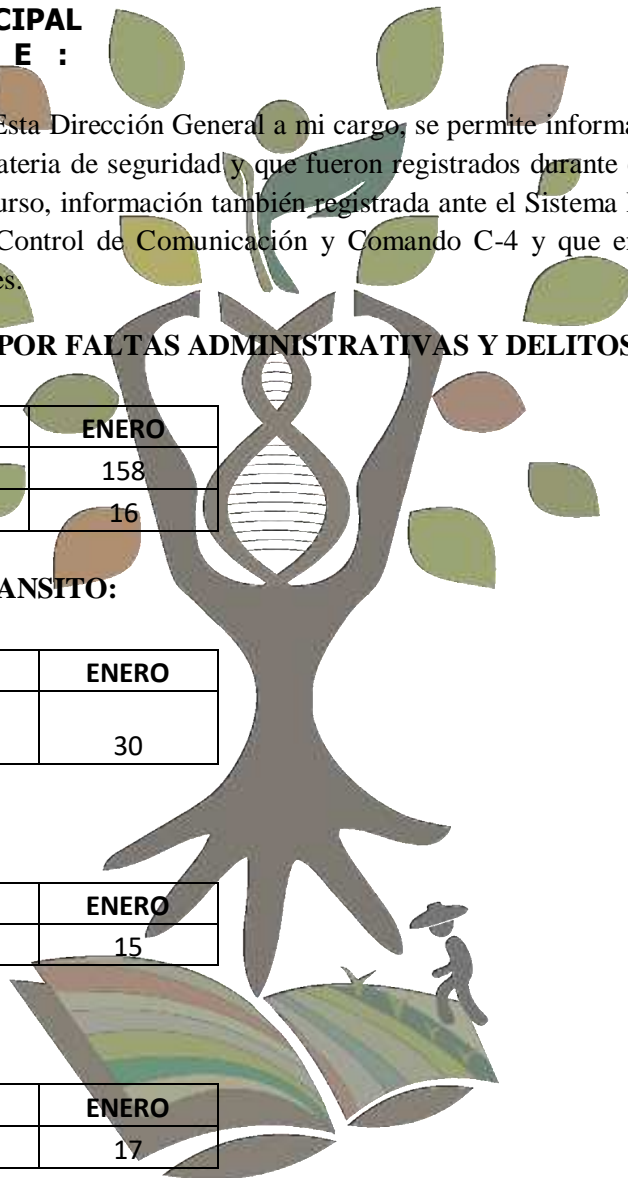 CIPAL
E :
Esta Dirección General a mi cargo, se permite informa
ateria de seguridad y que fueron registrados durante
urso, información también registrada ante el Sistema
Control de Comunicación y Comando C-4 y que e
es.
POR FALTAS ADMINISTRATIVAS Y DELITOS
ENERO
158
16
ANSITO:
ENERO
30
ENERO
15
ENERO
17